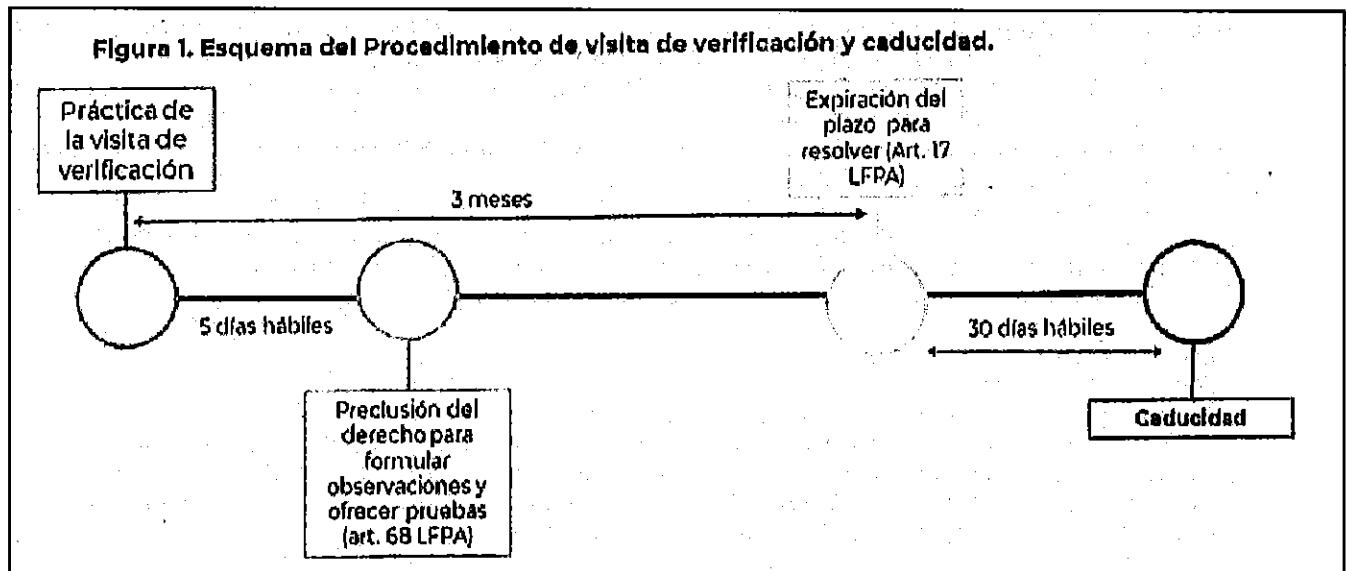 Figura 1. Esquema del Procedimiento de visita de verificación y caducidad.
Práctica de
la visita de
verificación
Expiración del
plazo para
resolver (Art. 17
LFPA)
3 meses
5 días hábiles
30 días hábiles
Preclusión del
derecho para
formular
observaciones y
ofrecer pruebas
(art. 68 LFPA)
Caducidad